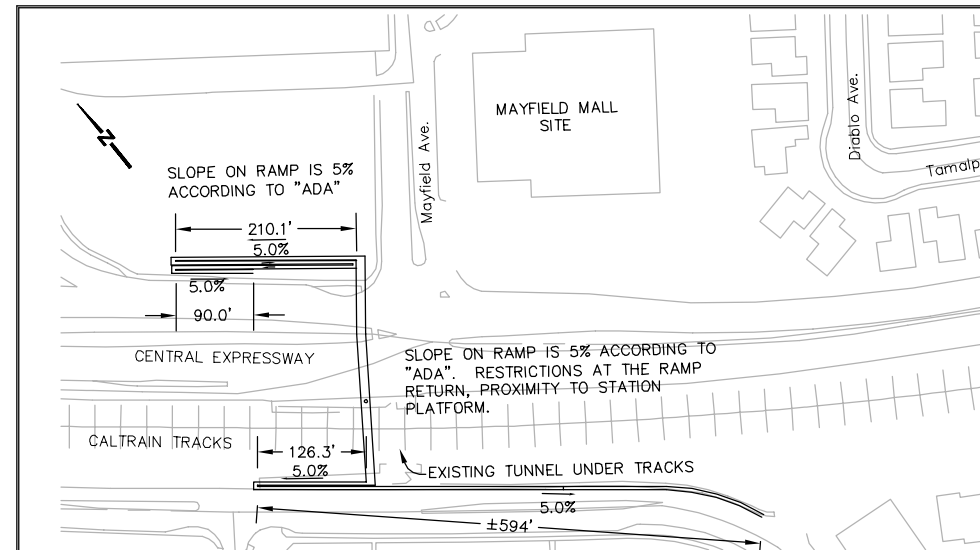 MAYFIELD MALL
SITE
Mayfield Ave.
Diablo Ave.
N
SLOPE ON RAMP IS 5%
ACCORDING TO "ADA"
210.1'
5.0%
5.0%
90.0'
CENTRAL EXPRESSWAY
SLOPE ON RAMP IS 5% ACCORDING TO
"ADA". RESTRICTIONS AT THE RAMP
RETURN, PROXIMITY TO STATION
PLATFORM.
CALTRAIN TRACKS
126.3'
5.0%
EXISTING TUNNEL UNDER TRACKS
5.0%
±594'
Tamalp